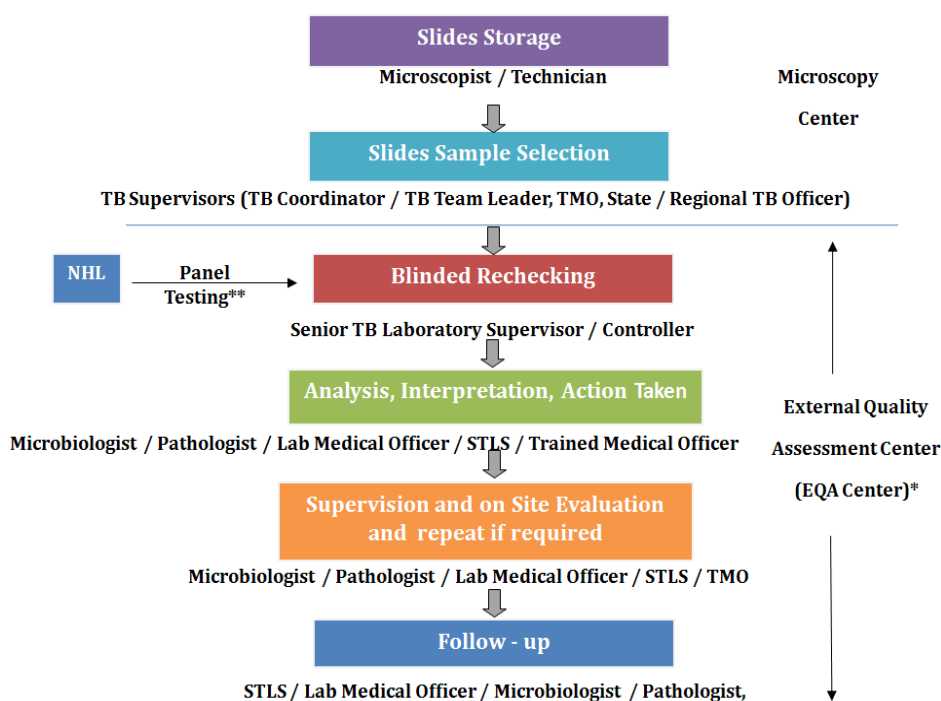 Slides Storage
Microscopist / Technician
Microscopy
Center
Slides Sample Selection
TB Supervisors (TB Coordinator / TB Team Leader, TMO, State / Regional TB Officer)
NHL
Panel
Testing**
Blinded Rechecking
Senior TB Laboratory Supervisor / Controller
Analysis, Interpretation, Action Taken
Microbiologist / Pathologist / Lab Medical Officer / STLS / Trained Medical Officer
External Quality
Assessment Center
(EQA Center)*
Supervision and on Site Evaluation
and repeat if required
Microbiologist / Pathologist / Lab Medical Officer / STLS / TMO
Follow - up
STLS / Lab Medical Officer / Microbiologist / Pathologist,